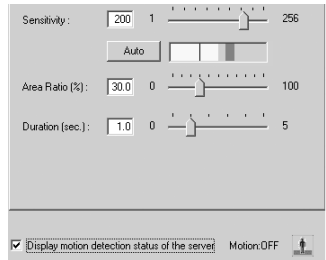 Sensitivity: 200 1 256
Auto
Area Ratio (%): 30.0 0 100
Duration (sec.): 1.0 0 5
Display motion detection status of the server Motion:OFF